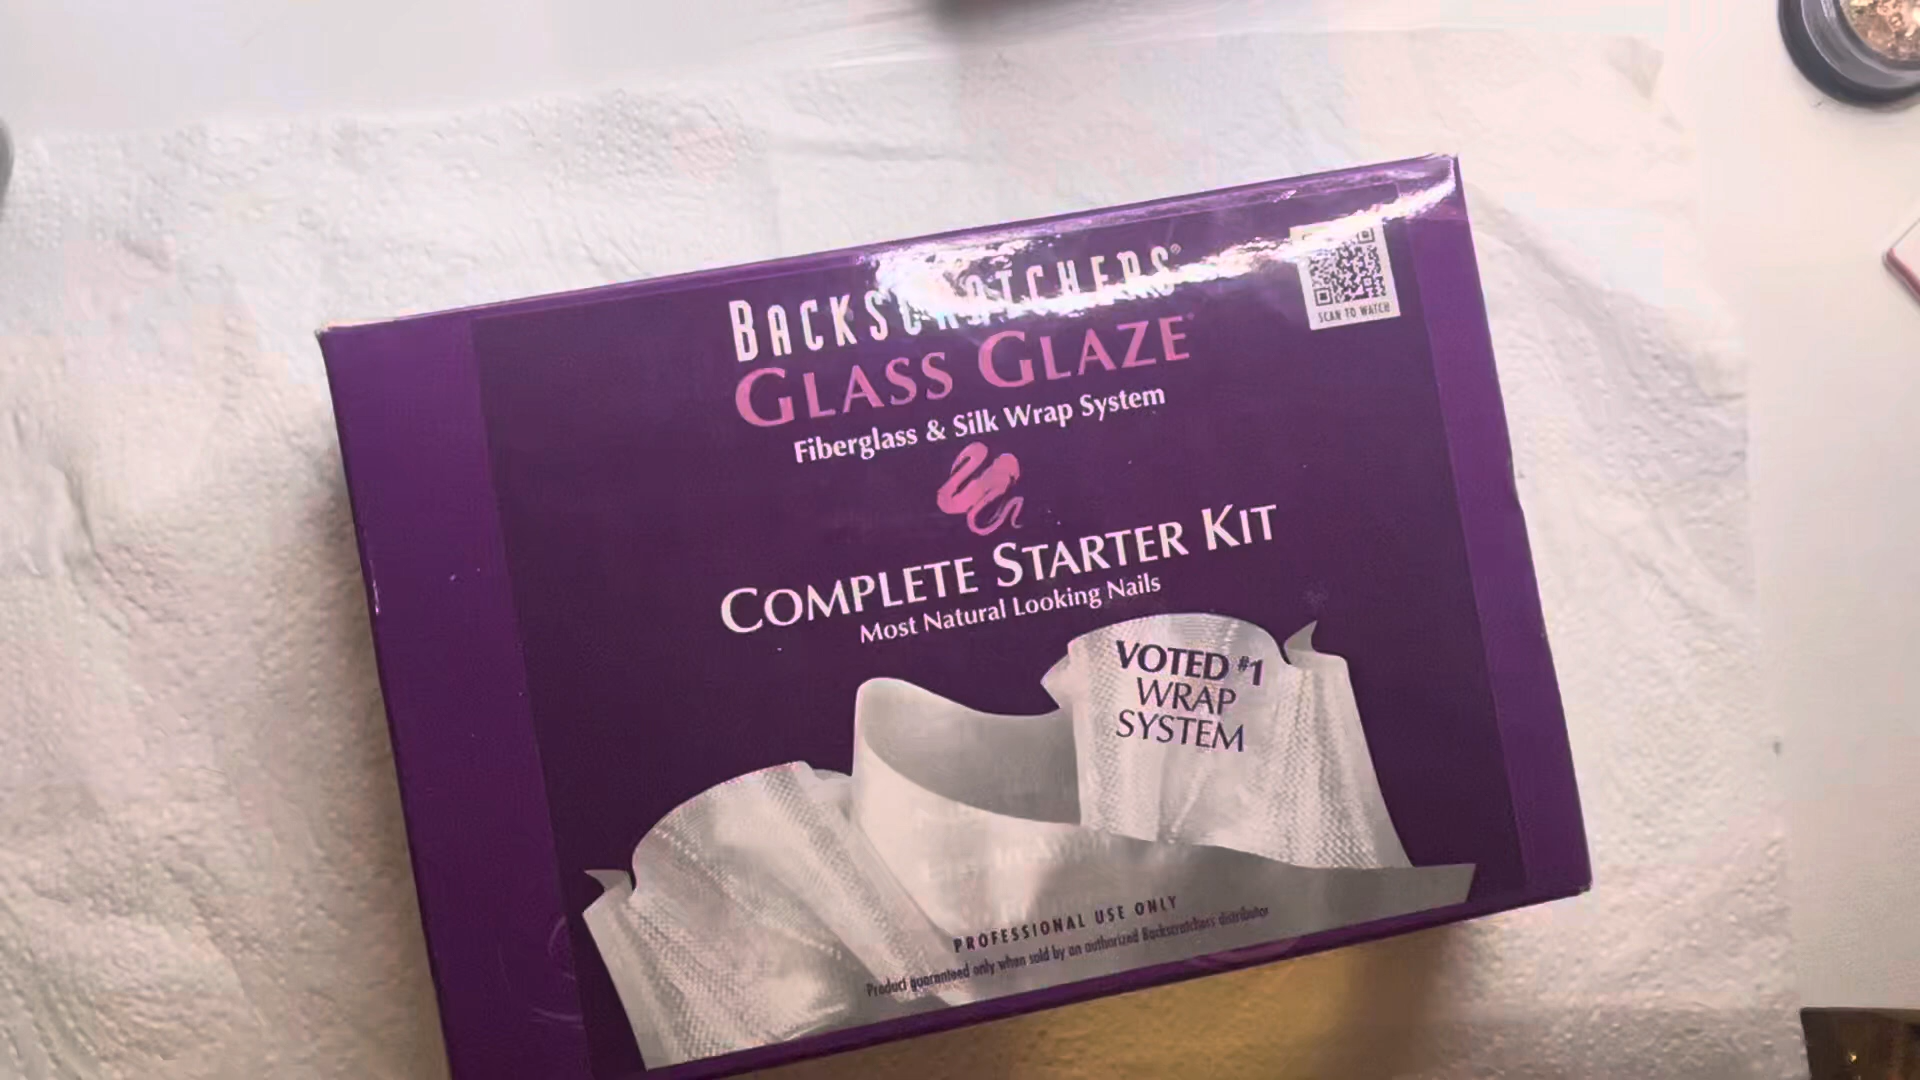 BACKSCRATCHERS®
GLASS GLAZE®
Fiberglass & Silk Wrap System
COMPLETE STARTER KIT
Most Natural Looking Nails
VOTED #1
WRAP
SYSTEM
PROFESSIONAL USE ONLY
Product guaranteed only when sold by an authorized Backscratchers distributor
SCAN TO WATCH